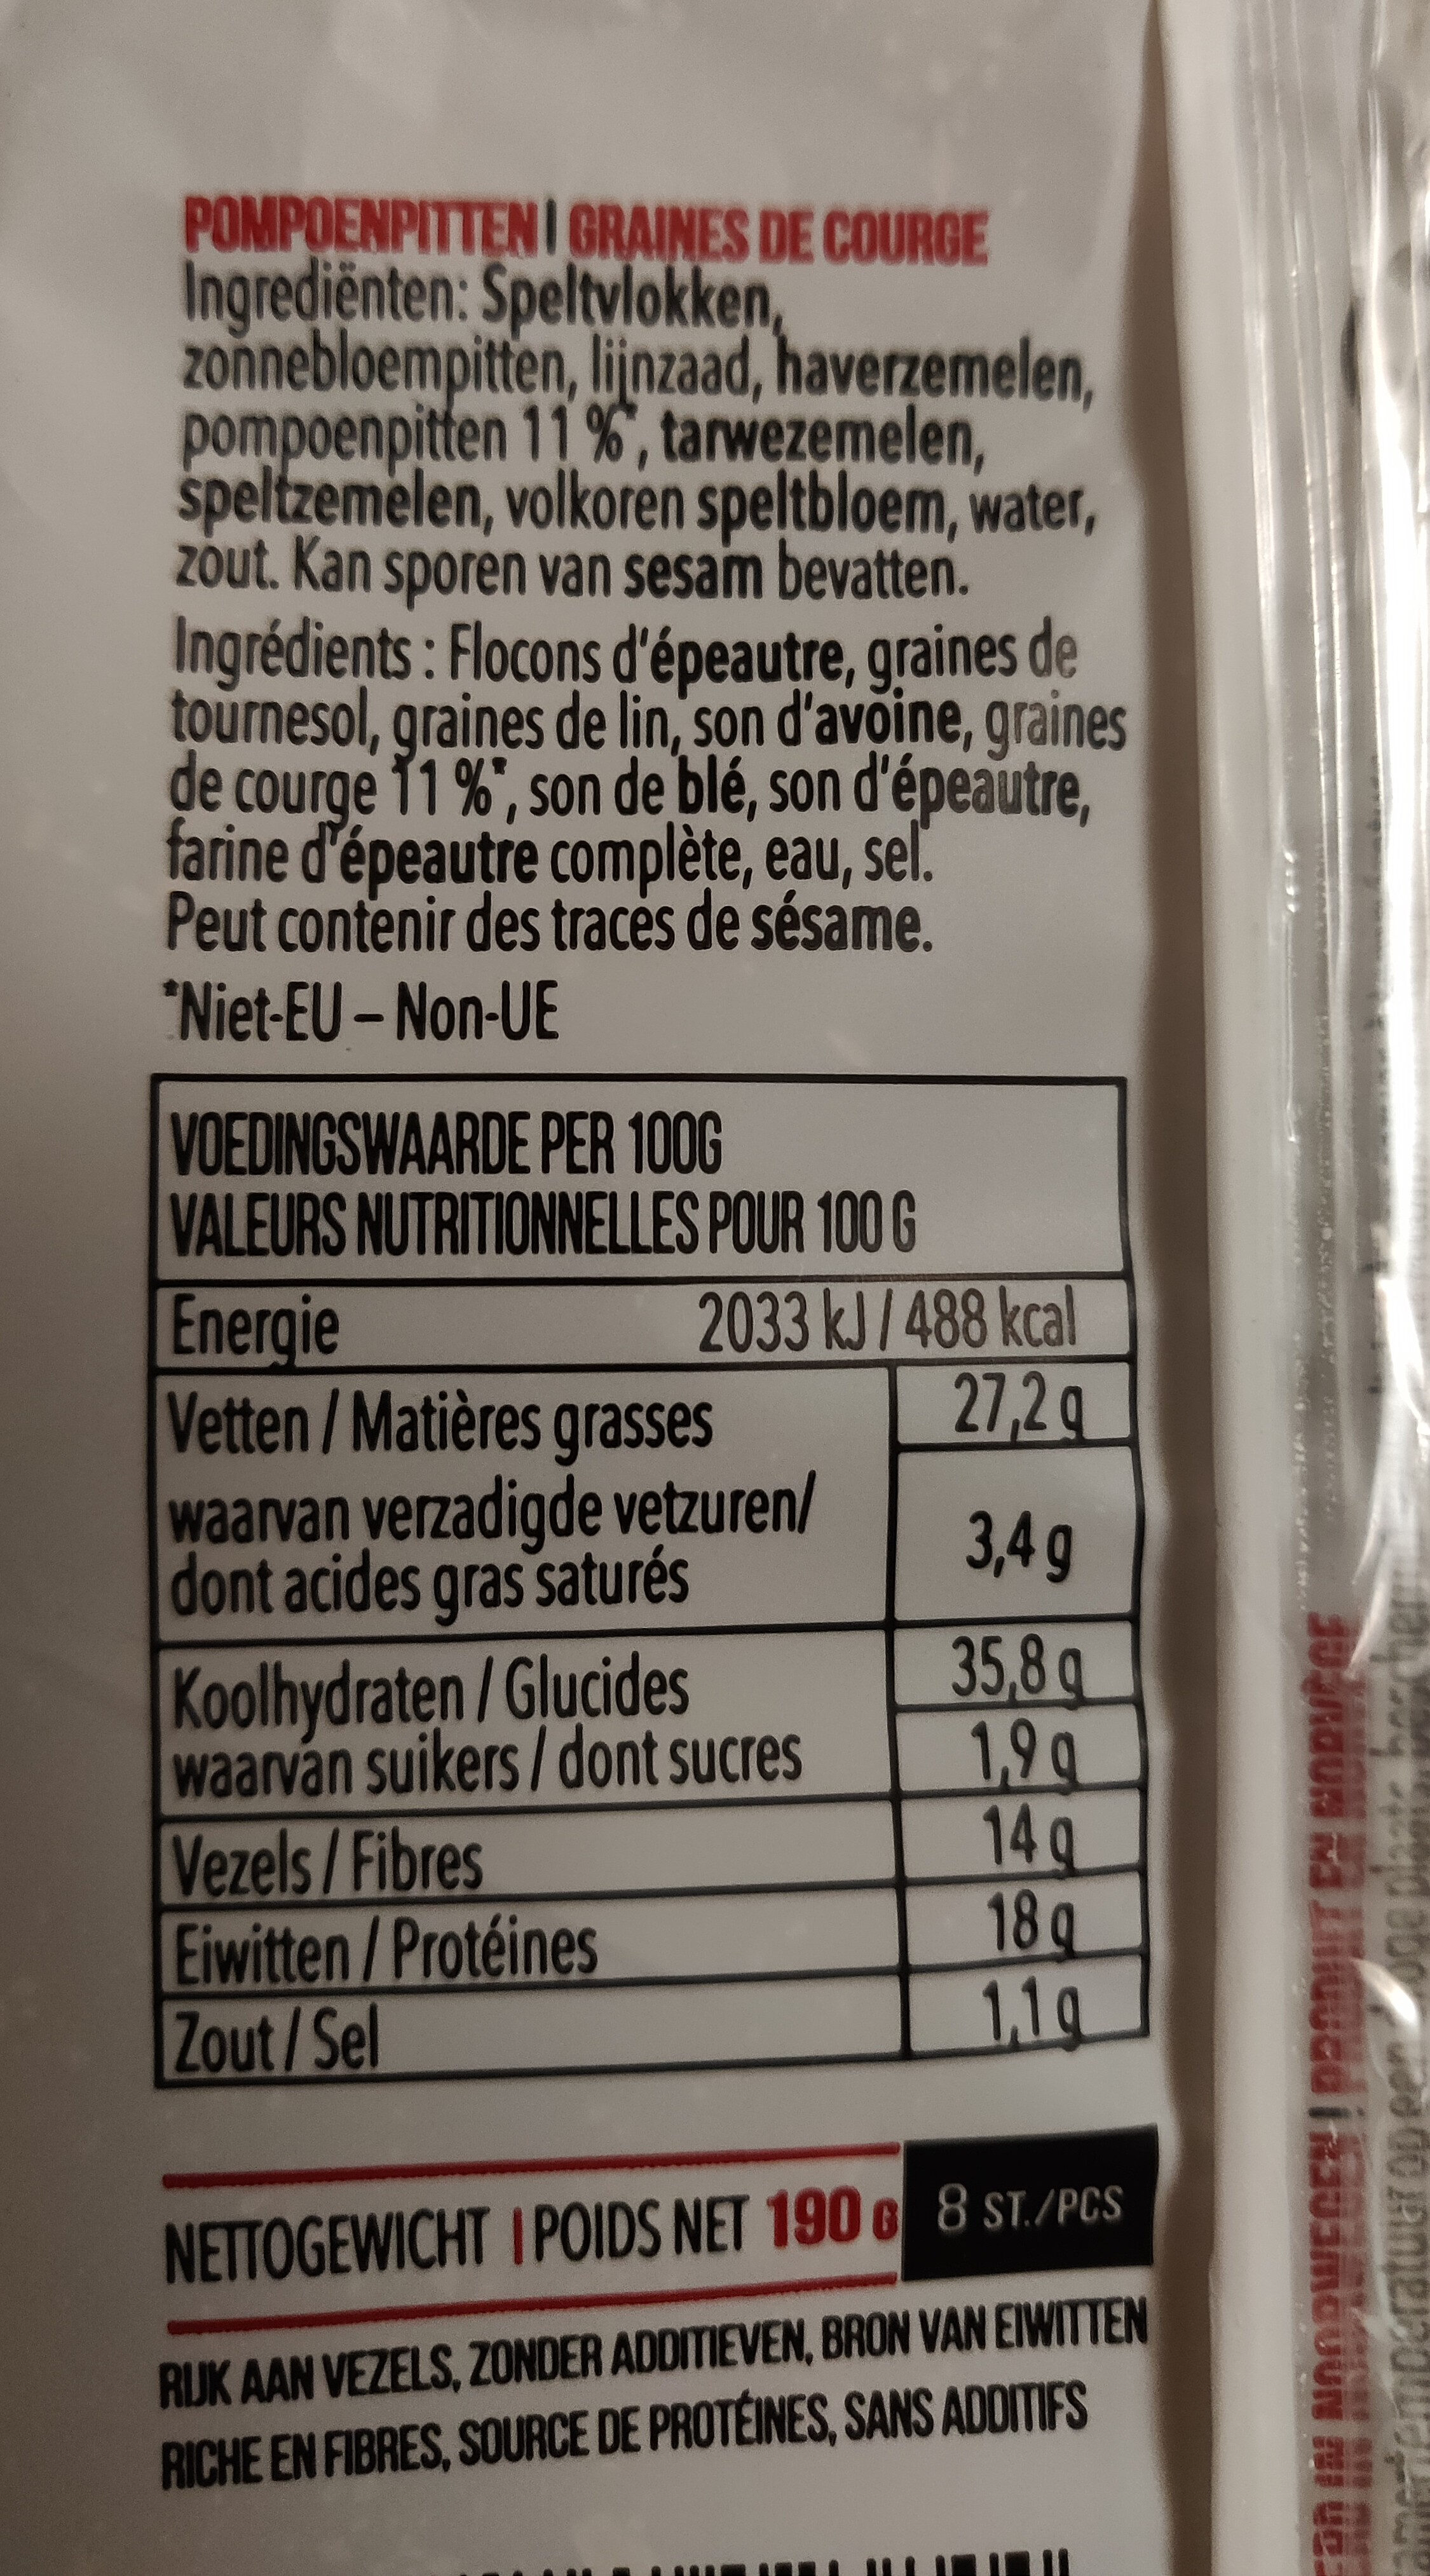 POMPOENPITTEN | GRAINES DE COURGE
Ingrediënten: Speltvlokken,
zonnebloempitten, lijnzaad, haverzemelen,
pompoenpitten 11 %*, tarwezemelen,
speltzemelen, volkoren speltbloem, water,
zout. Kan sporen van sesam bevatten.
Ingrédients : Flocons d'épeautre, graines de
tournesol, graines de lin, son d'avoine, graines
de courge 11 %*, son de blé, son d'épeautre,
farine d'épeautre complète, eau, sel.
Peut contenir des traces de sésame.
*Niet-EU – Non-UE
VOEDINGSWAARDE PER 100G
VALEURS NUTRITIONNELLES POUR 100 G
Energie 2033 kJ / 488 kcal
Vetten / Matières grasses 27,2 g
waarvan verzadigde vetzuren/
dont acides gras saturés 3,4 g
Koolhydraten / Glucides 35,8 g
waarvan suikers / dont sucres 1,9 g
Vezels / Fibres 14 g
Eiwitten / Protéines 18 g
Zout / Sel 1,1 g
NETTOGEWICHT | POIDS NET 190 G 8 ST./PCS
RIJK AAN VEZELS, ZONDER ADDITIEVEN, BRON VAN EIWITTEN
RICHE EN FIBRES, SOURCE DE PROTÉINES, SANS ADDITIFS
IN NOORWEGEN | PRODUIT EN NORVÈGE